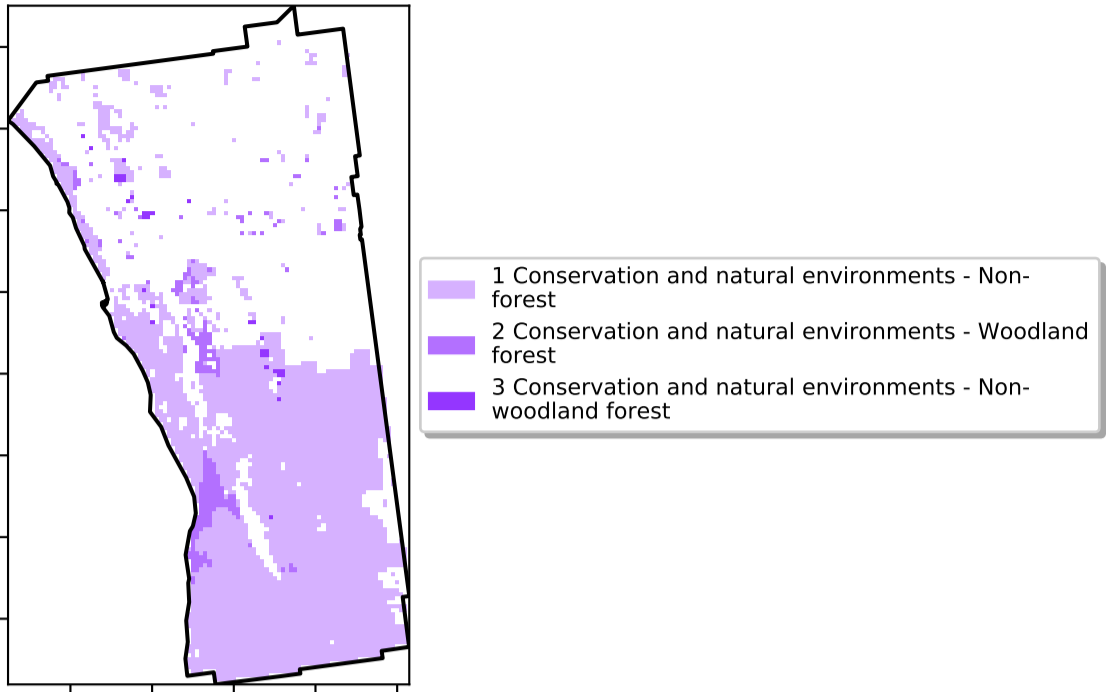 1 Conservation and natural environments - Non-
forest
2 Conservation and natural environments - Woodland
forest
3 Conservation and natural environments - Non-
woodland forest